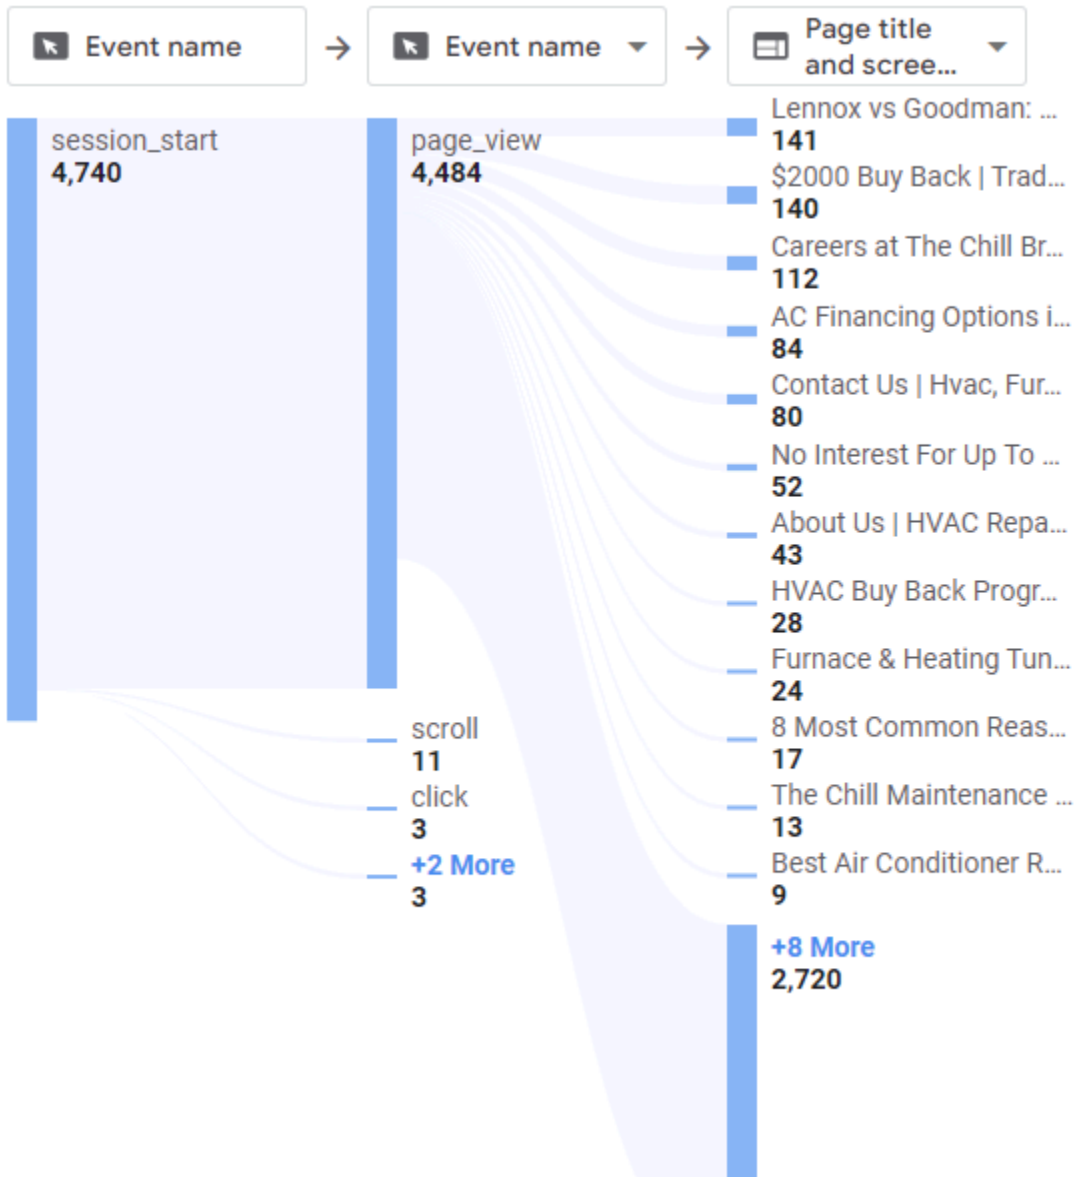 Event name
Event name
Page title
and scree...
session_start
4,740
page_view
4,484
scroll
11
click
3
+2 More
3
Lennox vs Goodman: ...
141
$2000 Buy Back | Trad...
140
Careers at The Chill Br...
112
AC Financing Options i...
84
Contact Us | Hvac, Fur...
80
No Interest For Up To ...
52
About Us | HVAC Repa...
43
HVAC Buy Back Progr...
28
Furnace & Heating Tun...
24
8 Most Common Reas...
17
The Chill Maintenance ...
13
Best Air Conditioner R...
9
+8 More
2,720